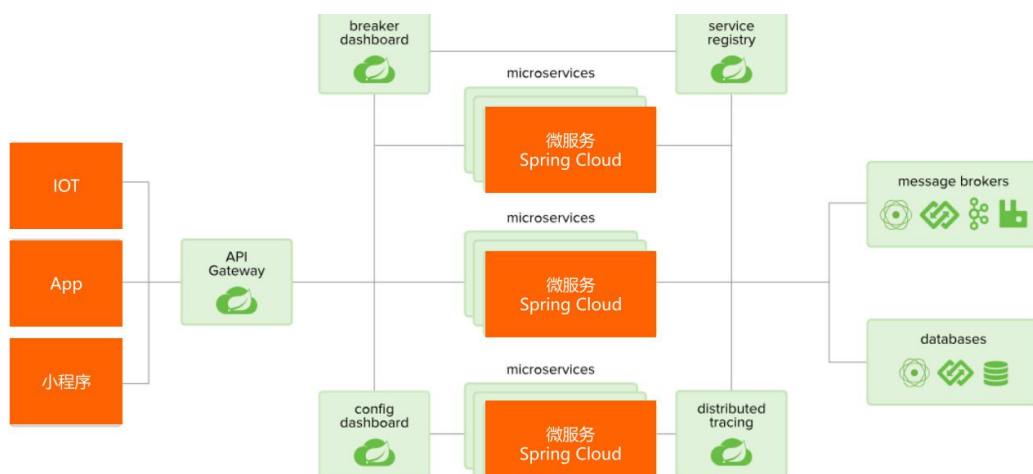 breaker
dashboard
service
registry
microservices
微服务
Spring Cloud
IOT
message brokers
microservices
API
Gateway
App
微服务
Spring Cloud
databases
microservices
小程序
config
dashboard
distributed
tracing
微服务
Spring Cloud